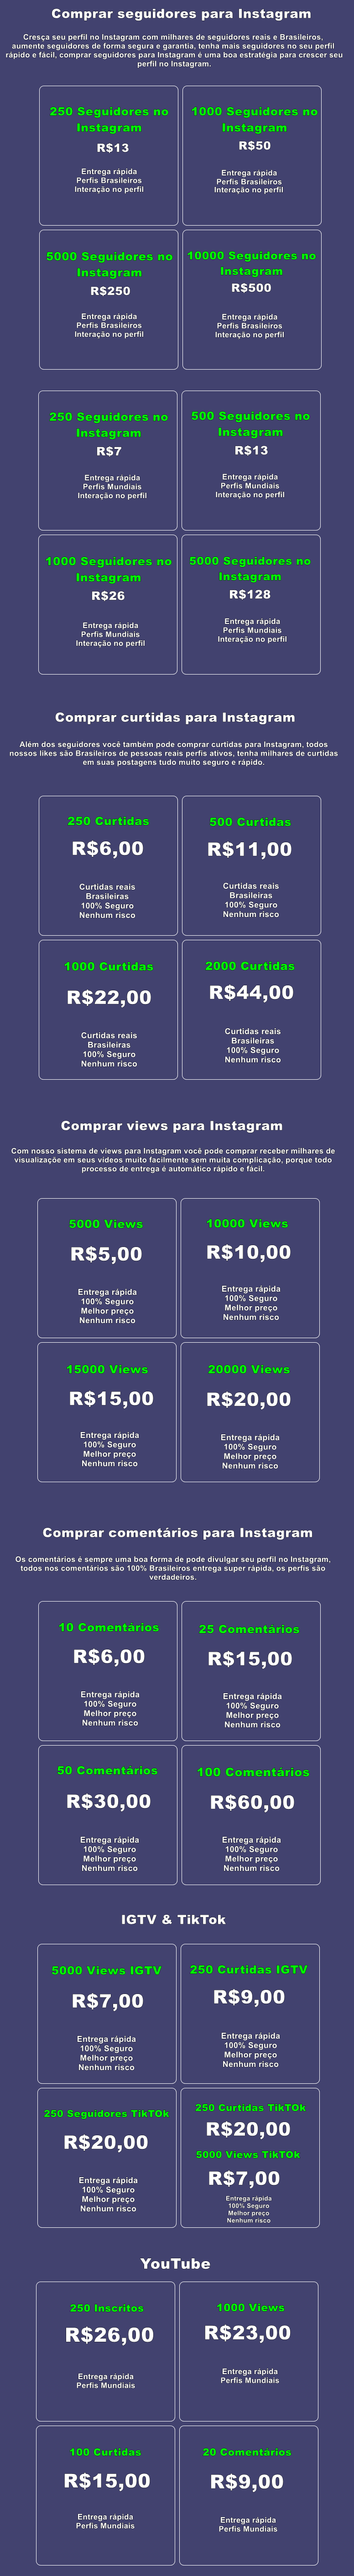 Comprar seguidores para Instagram
Cresça seu perfil no Instagram com milhares de seguidores reais e Brasileiros,
aumente seguidores de forma segura e garantia, tenha mais seguidores no seu perfil
rápido e fácil, comprar seguidores para Instagram é uma boa estratégia para crescer seu
perfil no Instagram.
250 Seguidores no
Instagram
R$13
Entrega rápida
Perfis Brasileiros
Interação no perfil
1000 Seguidores no
Instagram
R$50
Entrega rápida
Perfis Brasileiros
Interação no perfil
5000 Seguidores no
Instagram
R$250
Entrega rápida
Perfis Brasileiros
Interação no perfil
10000 Seguidores no
Instagram
R$500
Entrega rápida
Perfis Brasileiros
Interação no perfil
250 Seguidores no
Instagram
R$7
Entrega rápida
Perfis Mundiais
Interação no perfil
500 Seguidores no
Instagram
R$13
Entrega rápida
Perfis Mundiais
Interação no perfil
1000 Seguidores no
Instagram
R$26
Entrega rápida
Perfis Mundiais
Interação no perfil
5000 Seguidores no
Instagram
R$128
Entrega rápida
Perfis Mundiais
Interação no perfil
Comprar curtidas para Instagram
Além dos seguidores você também pode comprar curtidas para Instagram, todos
nossos likes são Brasileiros de pessoas reais perfis ativos, tenha milhares de curtidas
em suas postagens tudo muito seguro e rápido.
250 Curtidas
R$6,00
Curtidas reais
Brasileiras
100% Seguro
Nenhum risco
500 Curtidas
R$11,00
Curtidas reais
Brasileiras
100% Seguro
Nenhum risco
1000 Curtidas
R$22,00
Curtidas reais
Brasileiras
100% Seguro
Nenhum risco
2000 Curtidas
R$44,00
Curtidas reais
Brasileiras
100% Seguro
Nenhum risco
Comprar views para Instagram
Com nosso sistema de views para Instagram você pode comprar receber milhares de
visualizaçõe em seus videos muito facilmente sem muita complicação, porque todo
processo de entrega é automático rápido e fácil.
5000 Views
R$5,00
Entrega rápida
100% Seguro
Melhor preço
Nenhum risco
10000 Views
R$10,00
Entrega rápida
100% Seguro
Melhor preço
Nenhum risco
15000 Views
R$15,00
Entrega rápida
100% Seguro
Melhor preço
Nenhum risco
20000 Views
R$20,00
Entrega rápida
100% Seguro
Melhor preço
Nenhum risco
Comprar comentários para Instagram
Os comentários é sempre uma boa forma de pode divulgar seu perfil no Instagram,
todos nos comentários são 100% Brasileiros entrega super rápida, os perfis são
verdadeiros.
10 Comentários
R$6,00
Entrega rápida
100% Seguro
Melhor preço
Nenhum risco
25 Comentários
R$15,00
Entrega rápida
100% Seguro
Melhor preço
Nenhum risco
50 Comentários
R$30,00
Entrega rápida
100% Seguro
Melhor preço
Nenhum risco
100 Comentários
R$60,00
Entrega rápida
100% Seguro
Melhor preço
Nenhum risco
IGTV & TikTok
5000 Views IGTV
R$7,00
Entrega rápida
100% Seguro
Melhor preço
Nenhum risco
250 Curtidas IGTV
R$9,00
Entrega rápida
100% Seguro
Melhor preço
Nenhum risco
250 Seguidores TikTOk
R$20,00
Entrega rápida
100% Seguro
Melhor preço
Nenhum risco
250 Curtidas TikTOk
R$20,00
5000 Views TikTOk
R$7,00
Entrega rápida
100% Seguro
Melhor preço
Nenhum risco
YouTube
250 Inscritos
R$26,00
Entrega rápida
Perfis Mundiais
1000 Views
R$23,00
Entrega rápida
Perfis Mundiais
100 Curtidas
R$15,00
Entrega rápida
Perfis Mundiais
20 Comentários
R$9,00
Entrega rápida
Perfis Mundiais